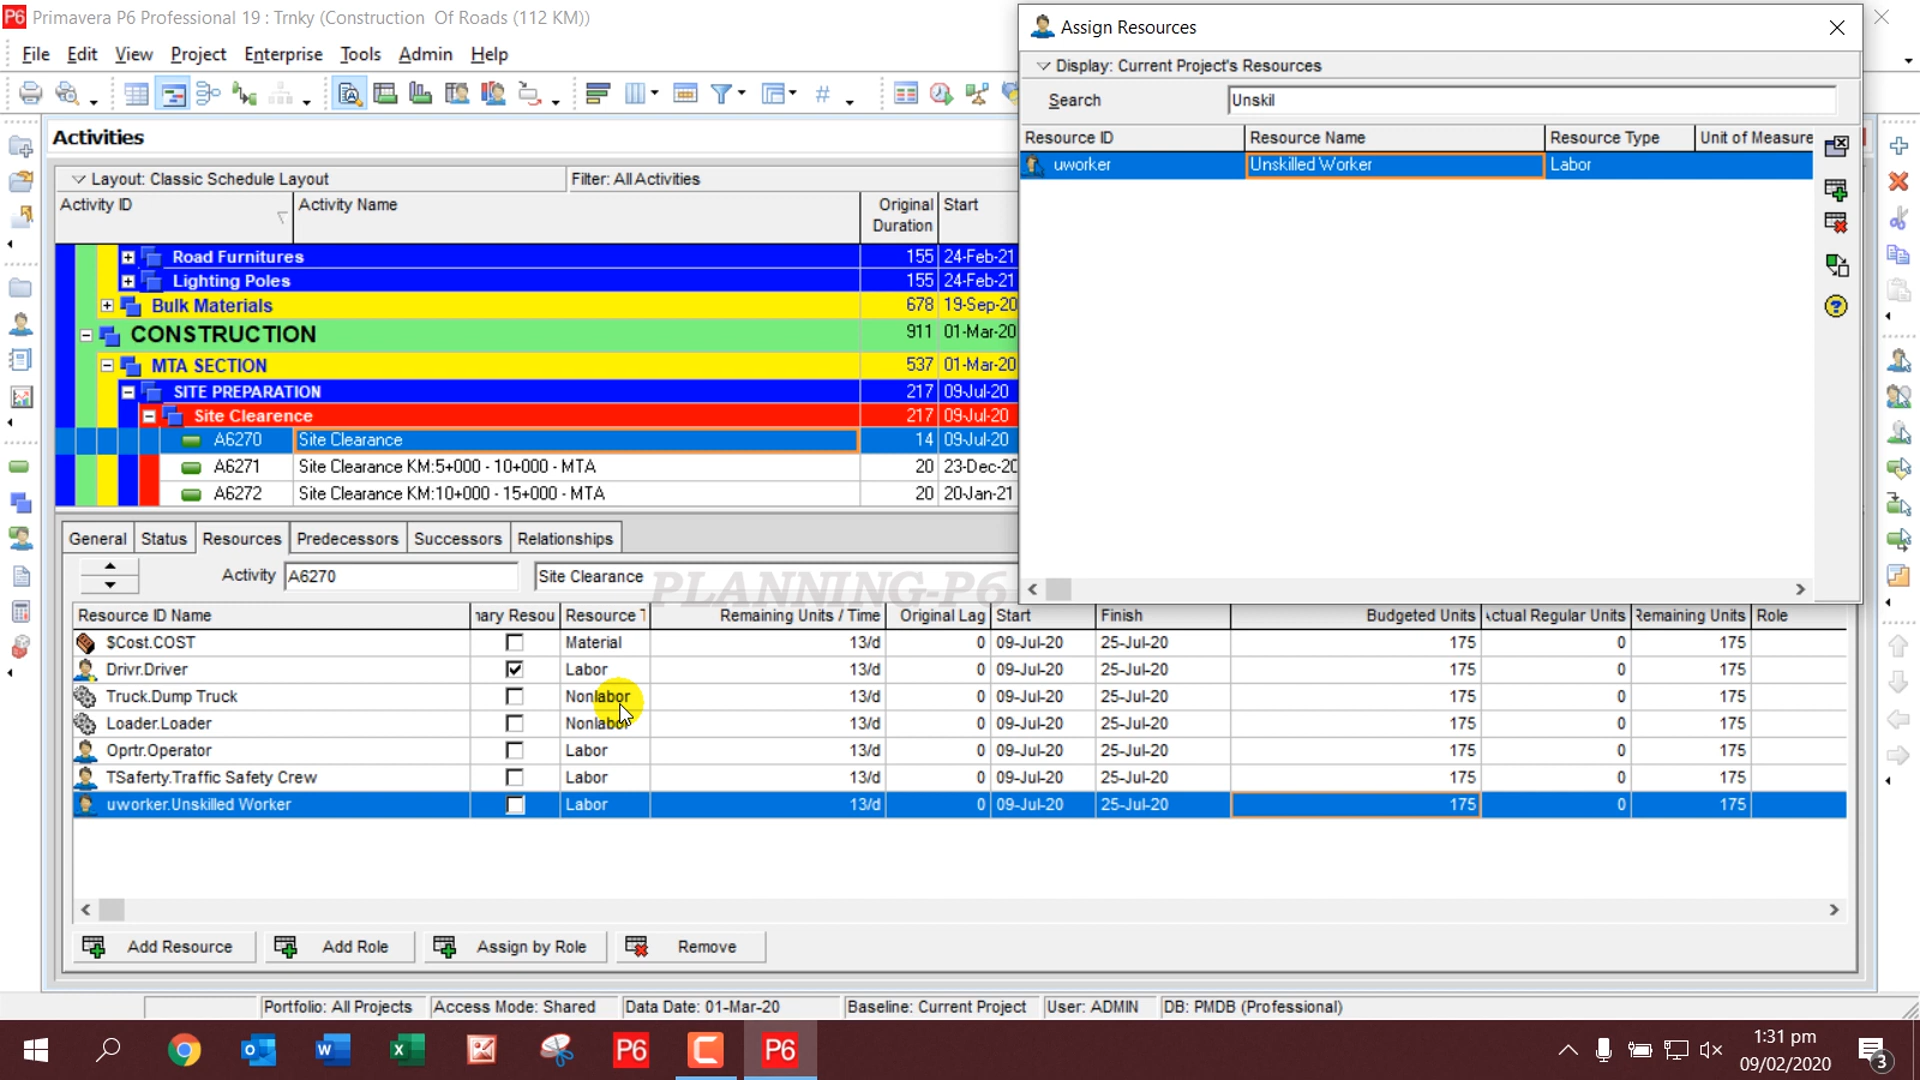 P6 Primavera P6 Professional 19 : Trnky (Construction Of Roads (112 KM))
File Edit View Project Enterprise Tools Admin Help
Activities
Layout: Classic Schedule Layout Filter: All Activities
Activity ID Activity Name Original Duration Start
Road Furnitures 155 24-Feb-21
Lighting Poles 155 24-Feb-21
Bulk Materials 678 19-Sep-20
CONSTRUCTION 911 01-Mar-20
MTA SECTION 537 01-Mar-20
SITE PREPARATION 217 09-Jul-20
Site Clearence 217 09-Jul-20
A6270 Site Clearance 14 09-Jul-20
A6271 Site Clearance KM:5+000 - 10+000 - MTA 20 23-Dec-20
A6272 Site Clearance KM:10+000 - 15+000 - MTA 20 20-Jan-21
Assign Resources
Display: Current Project's Resources
Search Unskil
Resource ID Resource Name Resource Type Unit of Measure
uworker Unskilled Worker Labor
General Status Resources Predecessors Successors Relationships
Activity A6270 Site Clearance
PLANNING-P6
Resource ID Name nary Resou Resource T Remaining Units / Time Original Lag Start Finish Budgeted Units Actual Regular Units Remaining Units Role
$Cost.COST Material 13/d 0 09-Jul-20 25-Jul-20 175 0 175
Drivr.Driver Labor 13/d 0 09-Jul-20 25-Jul-20 175 0 175
Truck.Dump Truck Nonlabor 13/d 0 09-Jul-20 25-Jul-20 175 0 175
Loader.Loader Nonlabor 13/d 0 09-Jul-20 25-Jul-20 175 0 175
Oprtr.Operator Labor 13/d 0 09-Jul-20 25-Jul-20 175 0 175
TSaferty.Traffic Safety Crew Labor 13/d 0 09-Jul-20 25-Jul-20 175 0 175
uworker.Unskilled Worker Labor 13/d 0 09-Jul-20 25-Jul-20 175 0 175
Add Resource Add Role Assign by Role Remove
Portfolio: All Projects Access Mode: Shared Data Date: 01-Mar-20 Baseline: Current Project User: ADMIN DB: PMDB (Professional)
P6 P6
1:31 pm
09/02/2020
3